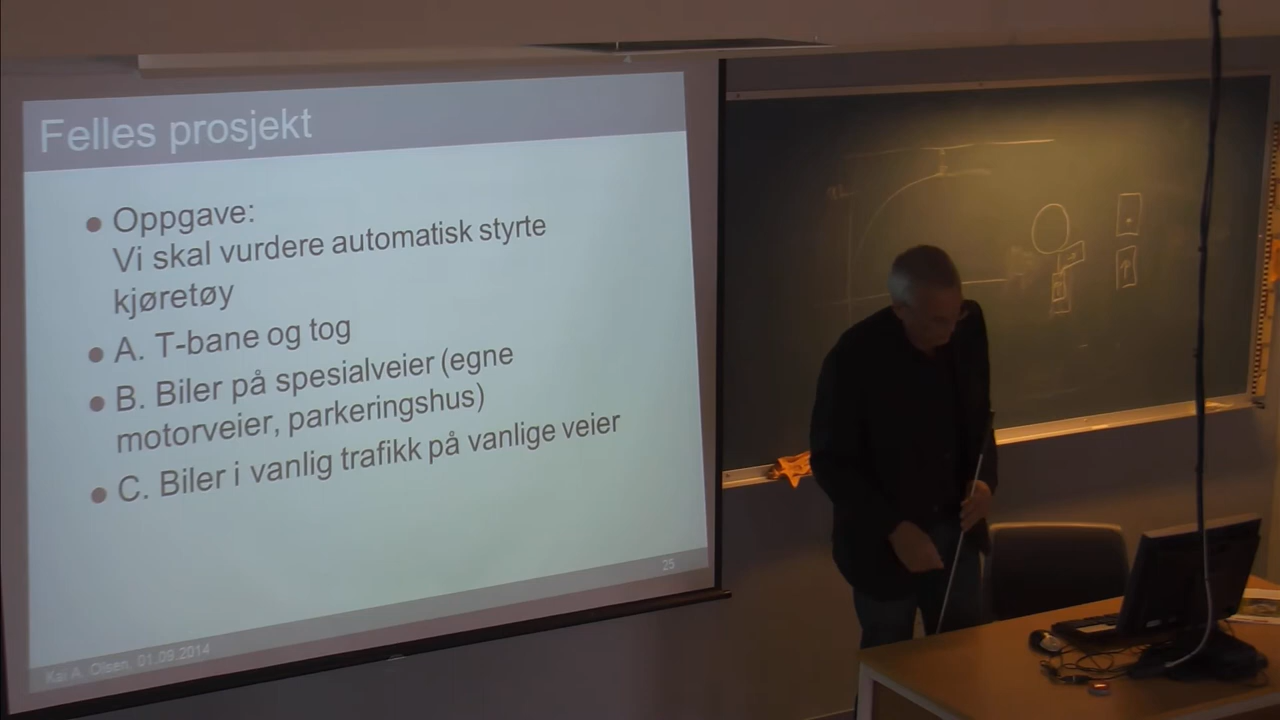 Felles prosjekt
Oppgave:
Vi skal vurdere automatisk styrte
kjøretøy
A. T-bane og tog
B. Biler på spesialveier (egne
motorveier, parkeringshus)
C. Biler i vanlig trafikk på vanlige veier
25
Kai A. Olsen, 01.09.2014